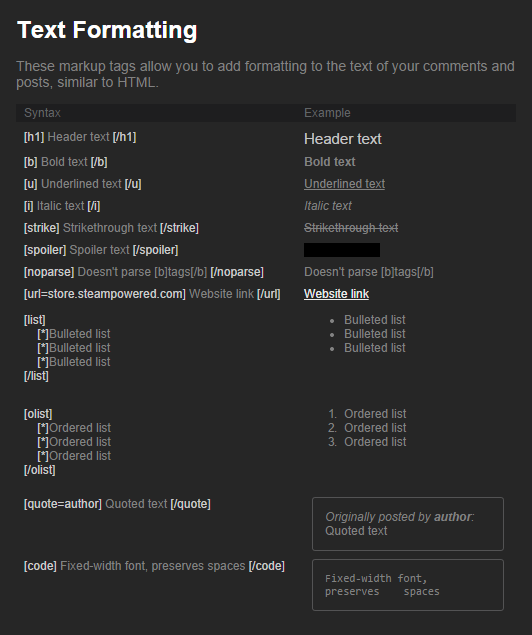 Text Formatting
These markup tags allow you to add formatting to the text of your comments and
posts, similar to HTML.
Syntax Example
[h1] Header text [/h1] Header text
[b] Bold text [/b] Bold text
[u] Underlined text [/u] Underlined text
[i] Italic text [/i] Italic text
[strike] Strikethrough text [/strike] Strikethrough text
[spoiler] Spoiler text [/spoiler]
[noparse] Doesn't parse [b]tags[/b] [/noparse] Doesn't parse [b]tags[/b]
[url=store.steampowered.com] Website link [/url] Website link
[list]
[*]Bulleted list
[*]Bulleted list
[*]Bulleted list
[/list]
• Bulleted list
• Bulleted list
• Bulleted list
[olist]
[*]Ordered list
[*]Ordered list
[*]Ordered list
[/olist]
1. Ordered list
2. Ordered list
3. Ordered list
[quote=author] Quoted text [/quote]
Originally posted by author:
Quoted text
[code] Fixed-width font, preserves spaces [/code]
Fixed-width font,
preserves    spaces